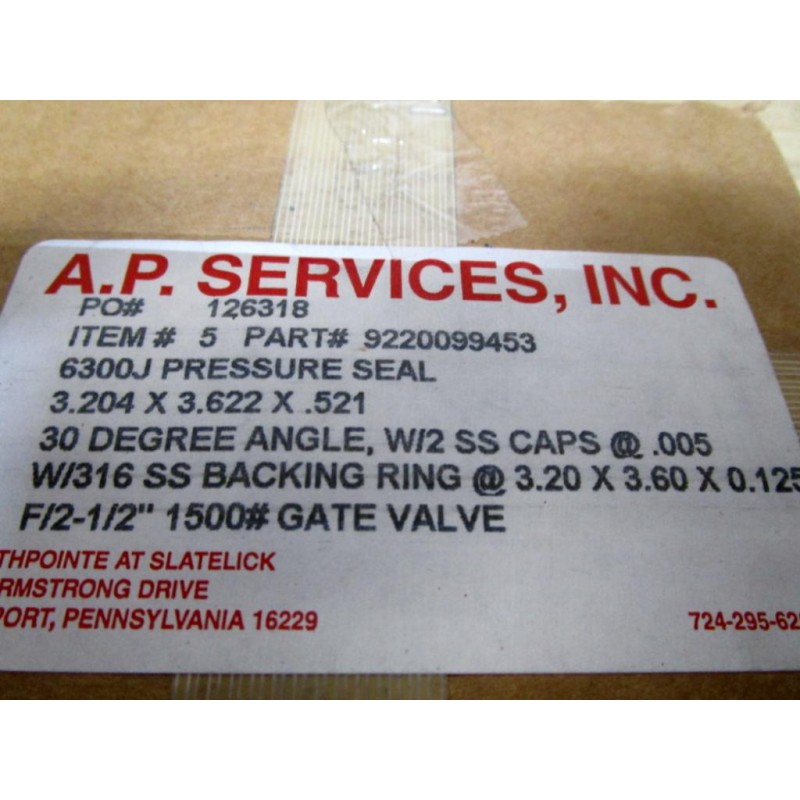 A.P. SERVICES, INC.
PO# 126318
ITEM # 5 PART# 9220099453
6300J PRESSURE SEAL
3.204 X 3.622 X .521
30 DEGREE ANGLE, W/2 SS CAPS @ .005
W/316 SS BACKING RING @ 3.20 X 3.60 X 0.125
F/2-1/2" 1500# GATE VALVE
THPOINTE AT SLATELICK
RMSTRONG DRIVE
PORT, PENNSYLVANIA 16229
724-295-62